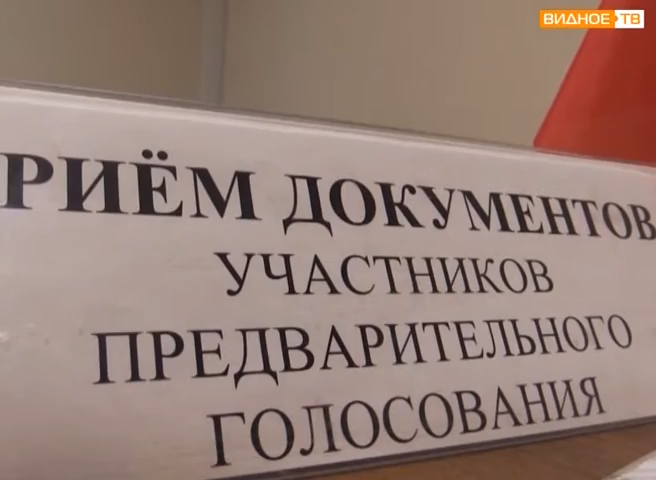 ВИДНОЕ ТВ
РИЁМ ДОКУМЕНТОВ
УЧАСТНИКОВ
ПРЕДВАРИТЕЛЬНОГО
ГОЛОСОВАНИЯ